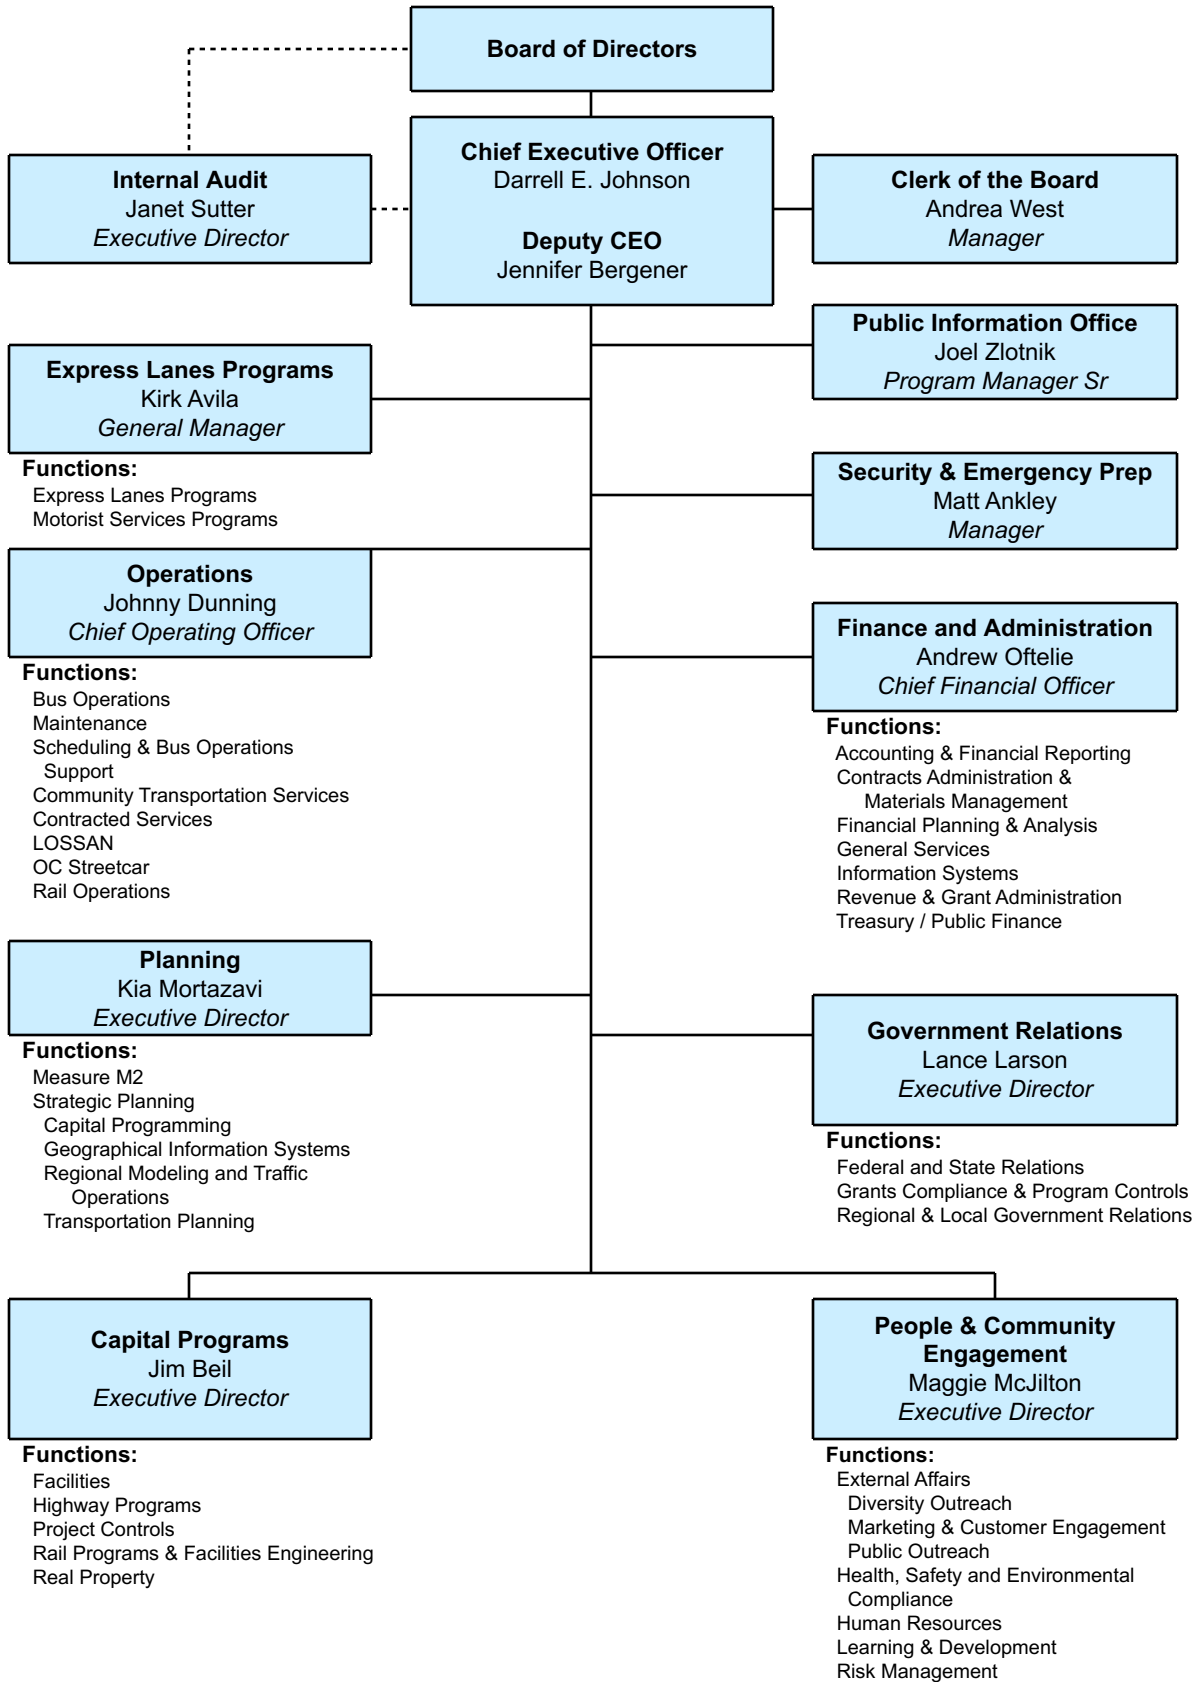 Board of Directors
Chief Executive Officer
Darrell E. Johnson
Deputy CEO
Jennifer Bergener
Internal Audit
Janet Sutter
Executive Director
Clerk of the Board
Andrea West
Manager
Public Information Office
Joel Zlotnik
Program Manager Sr
Express Lanes Programs
Kirk Avila
General Manager
Functions:
Express Lanes Programs
Motorist Services Programs
Security & Emergency Prep
Matt Ankley
Manager
Operations
Johnny Dunning
Chief Operating Officer
Functions:
Bus Operations
Maintenance
Scheduling & Bus Operations
Support
Community Transportation Services
Contracted Services
LOSSAN
OC Streetcar
Rail Operations
Finance and Administration
Andrew Oftelie
Chief Financial Officer
Functions:
Accounting & Financial Reporting
Contracts Administration &
Materials Management
Financial Planning & Analysis
General Services
Information Systems
Revenue & Grant Administration
Treasury / Public Finance
Planning
Kia Mortazavi
Executive Director
Functions:
Measure M2
Strategic Planning
Capital Programming
Geographical Information Systems
Regional Modeling and Traffic
Operations
Transportation Planning
Government Relations
Lance Larson
Executive Director
Functions:
Federal and State Relations
Grants Compliance & Program Controls
Regional & Local Government Relations
Capital Programs
Jim Beil
Executive Director
Functions:
Facilities
Highway Programs
Project Controls
Rail Programs & Facilities Engineering
Real Property
People & Community
Engagement
Maggie McJilton
Executive Director
Functions:
External Affairs
Diversity Outreach
Marketing & Customer Engagement
Public Outreach
Health, Safety and Environmental
Compliance
Human Resources
Learning & Development
Risk Management